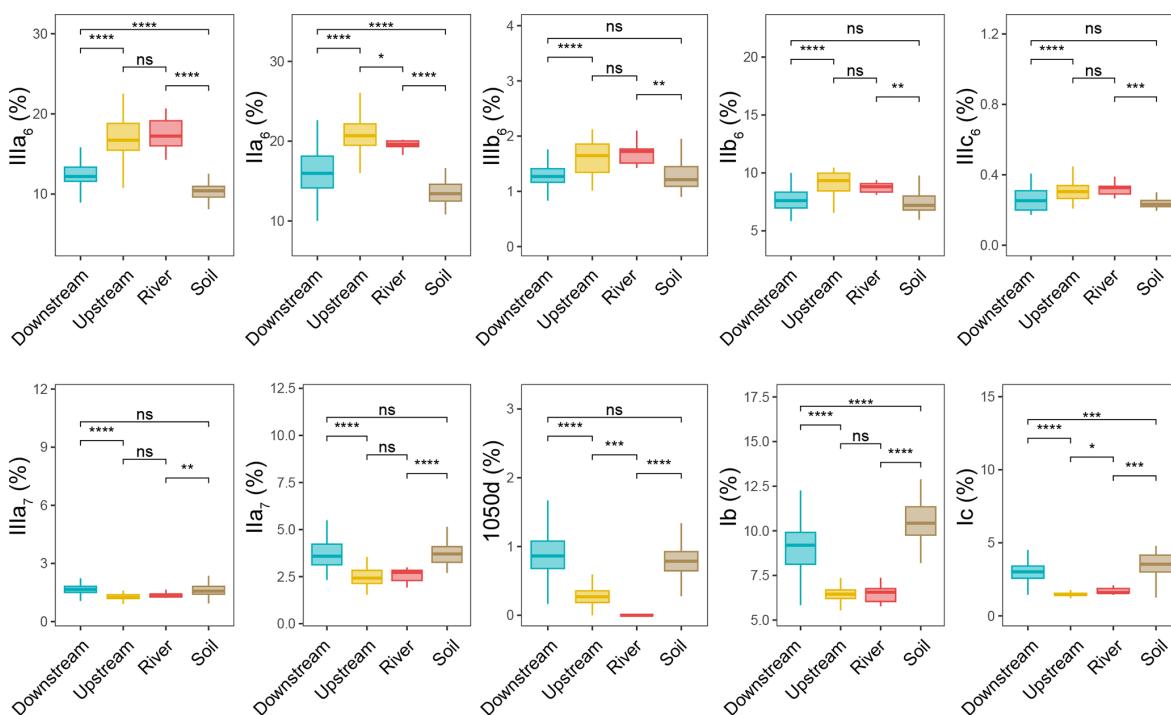 IIIa6 (%)
30
20
10
****
****
ns
****
Downstream
Upstream
River
Soil
IIa6 (%)
30
20
10
****
****
*
****
Downstream
Upstream
River
Soil
IIIb6 (%)
4
3
2
1
0
ns
****
ns
**
Downstream
Upstream
River
Soil
IIb6 (%)
20
15
10
5
ns
****
ns
**
Downstream
Upstream
River
Soil
IIIc6 (%)
1.2
0.8
0.4
0.0
ns
****
ns
***
Downstream
Upstream
River
Soil
IIIa7 (%)
12
9
6
3
0
ns
****
ns
**
Downstream
Upstream
River
Soil
IIa7 (%)
12.5
10.0
7.5
5.0
2.5
0.0
ns
****
ns
****
Downstream
Upstream
River
Soil
1050d (%)
3
2
1
0
ns
****
***
****
Downstream
Upstream
River
Soil
Ib (%)
17.5
15.0
12.5
10.0
7.5
5.0
****
****
ns
****
Downstream
Upstream
River
Soil
Ic (%)
15
10
5
0
***
****
*
***
Downstream
Upstream
River
Soil